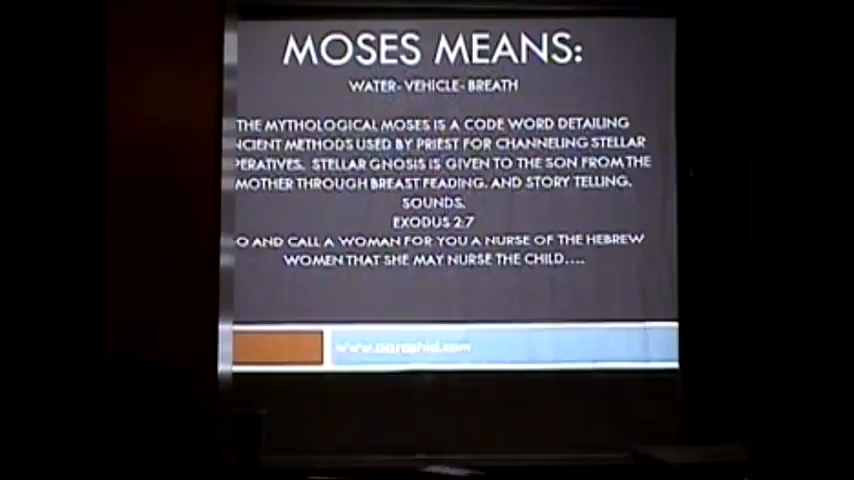 MOSES MEANS:
WATER- VEHICLE- BREATH
THE MYTHOLOGICAL MOSES IS A CODE WORD DETAILING
NCIENT METHODS USED BY PRIEST FOR CHANNELING STELLAR
PERATIVES. STELLAR GNOSIS IS GIVEN TO THE SON FROM THE
MOTHER THROUGH BREAST FEADING, AND STORY TELLING,
SOUNDS.
EXODUS 2:7
O AND CALL A WOMAN FOR YOU A NURSE OF THE HEBREW
WOMEN THAT SHE MAY NURSE THE CHILD....